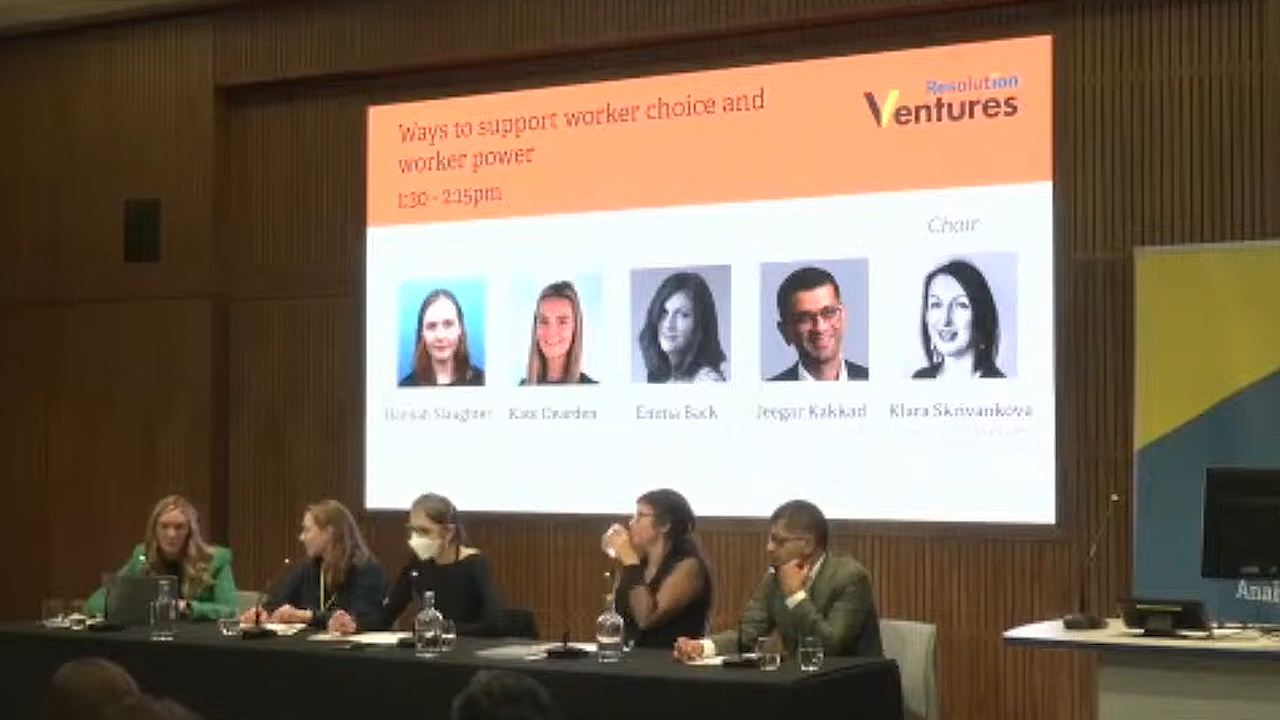 Ways to support worker choice and
worker power
1:30 - 2:15pm
Resolution
Ventures
Chair
Hannah Slaughter
Kate Dearden
Emma Back
Jeegar Kakkad
Klara Skrivankova